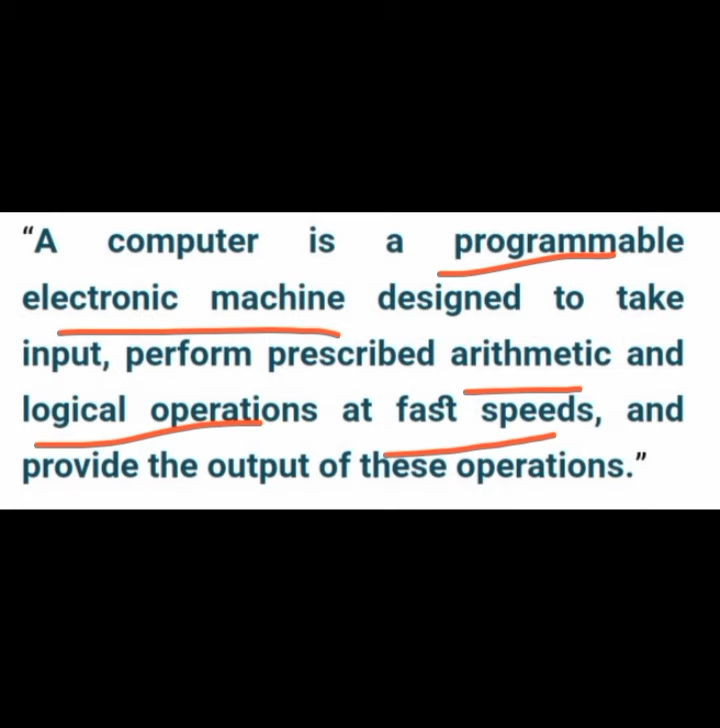 “A computer is a programmable
electronic machine designed to take
input, perform prescribed arithmetic and
logical operations at fast speeds, and
provide the output of these operations.”